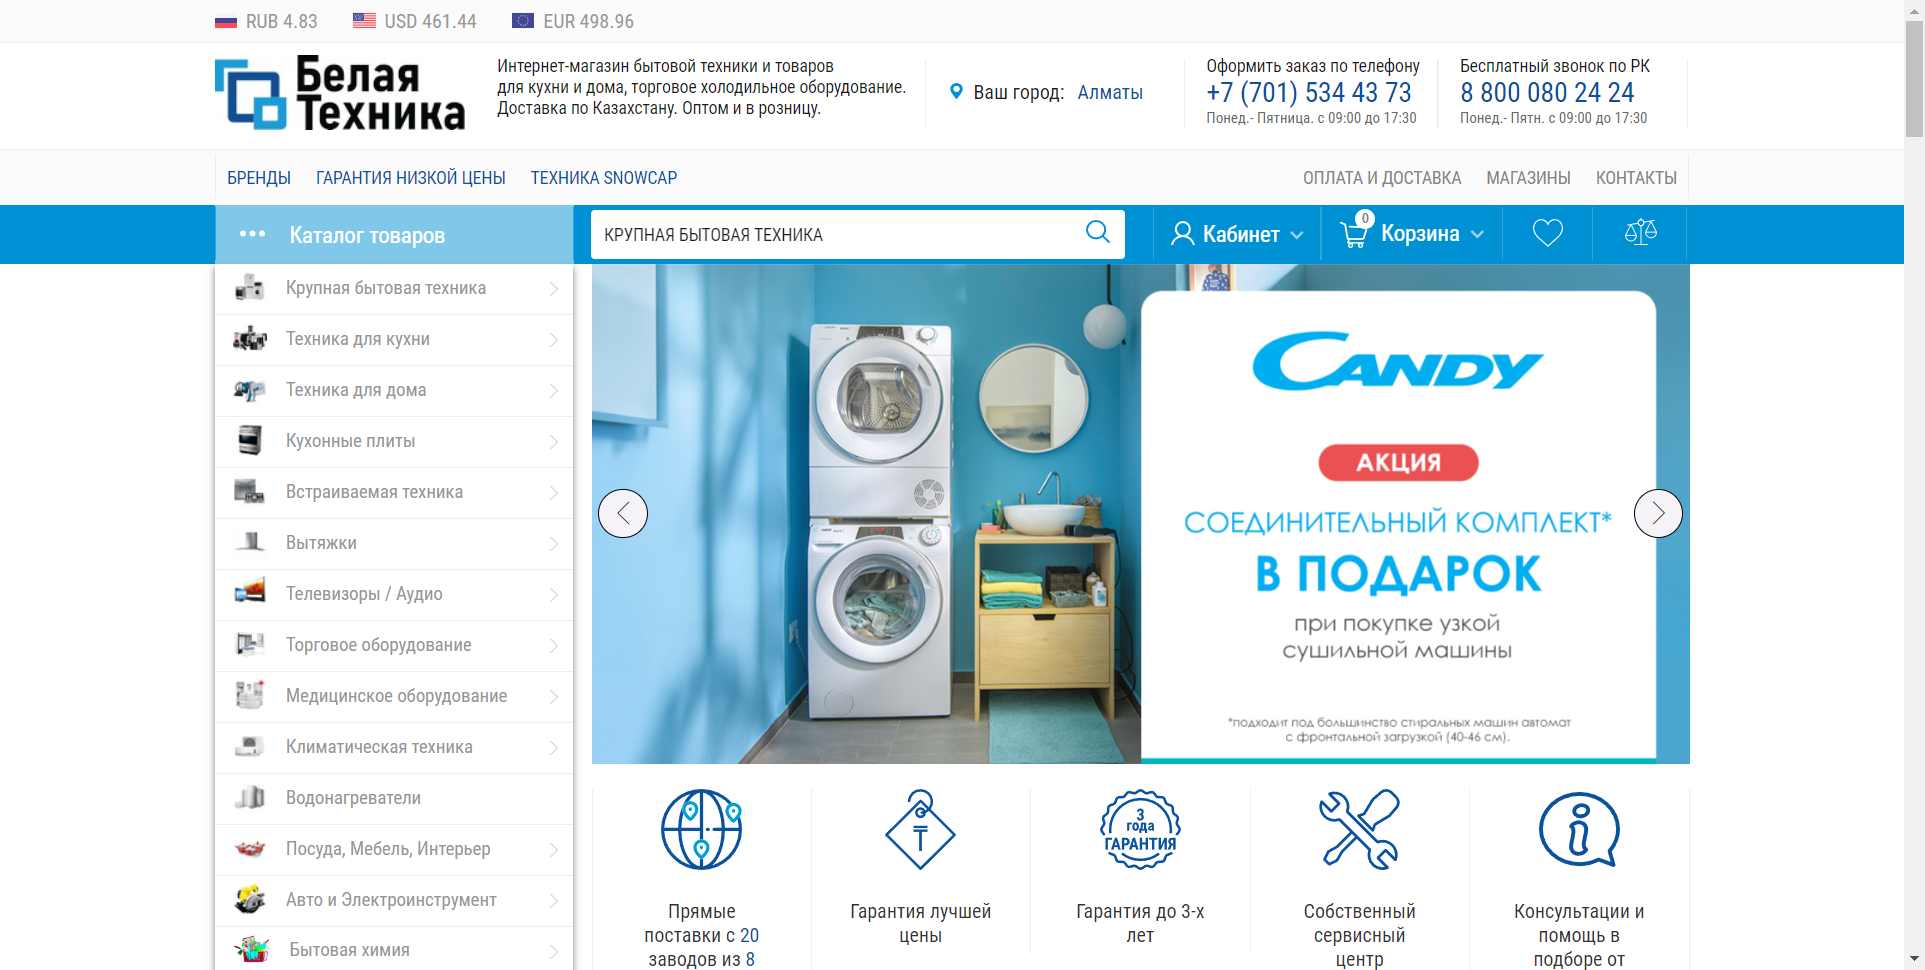 RUB 4.83 USD 461.44 EUR 498.96
Белая
Техника
Интернет-магазин бытовой техники и товаров
для кухни и дома, торговое холодильное оборудование.
Доставка по Казахстану. Оптом и в розницу.
Ваш город: Алматы
Оформить заказ по телефону
+7 (701) 534 43 73
Понед.- Пятница. с 09:00 до 17:30
Бесплатный звонок по РК
8 800 080 24 24
Понед.- Пятн. с 09:00 до 17:30
БРЕНДЫ ГАРАНТИЯ НИЗКОЙ ЦЕНЫ ТЕХНИКА SNOWCAP
ОПЛАТА И ДОСТАВКА МАГАЗИНЫ КОНТАКТЫ
Каталог товаров
КРУПНАЯ БЫТОВАЯ ТЕХНИКА
Кабинет
0
Корзина
Крупная бытовая техника
Техника для кухни
Техника для дома
Кухонные плиты
Встраиваемая техника
Вытяжки
Телевизоры / Аудио
Торговое оборудование
Медицинское оборудование
Климатическая техника
Водонагреватели
Посуда, Мебель, Интерьер
Авто и Электроинструмент
Бытовая химия
CANDY
АКЦИЯ
СОЕДИНИТЕЛЬНЫЙ КОМПЛЕКТ*
В ПОДАРОК
при покупке узкой
сушильной машины
*подходит под большинство стиральных машин автомат
с фронтальной загрузкой (40-46 см).
Прямые
поставки с 20
заводов из 8
₸
Гарантия лучшей
цены
3
года
ГАРАНТИЯ
Гарантия до 3-х
лет
Собственный
сервисный
центр
Консультации и
помощь в
подборе от